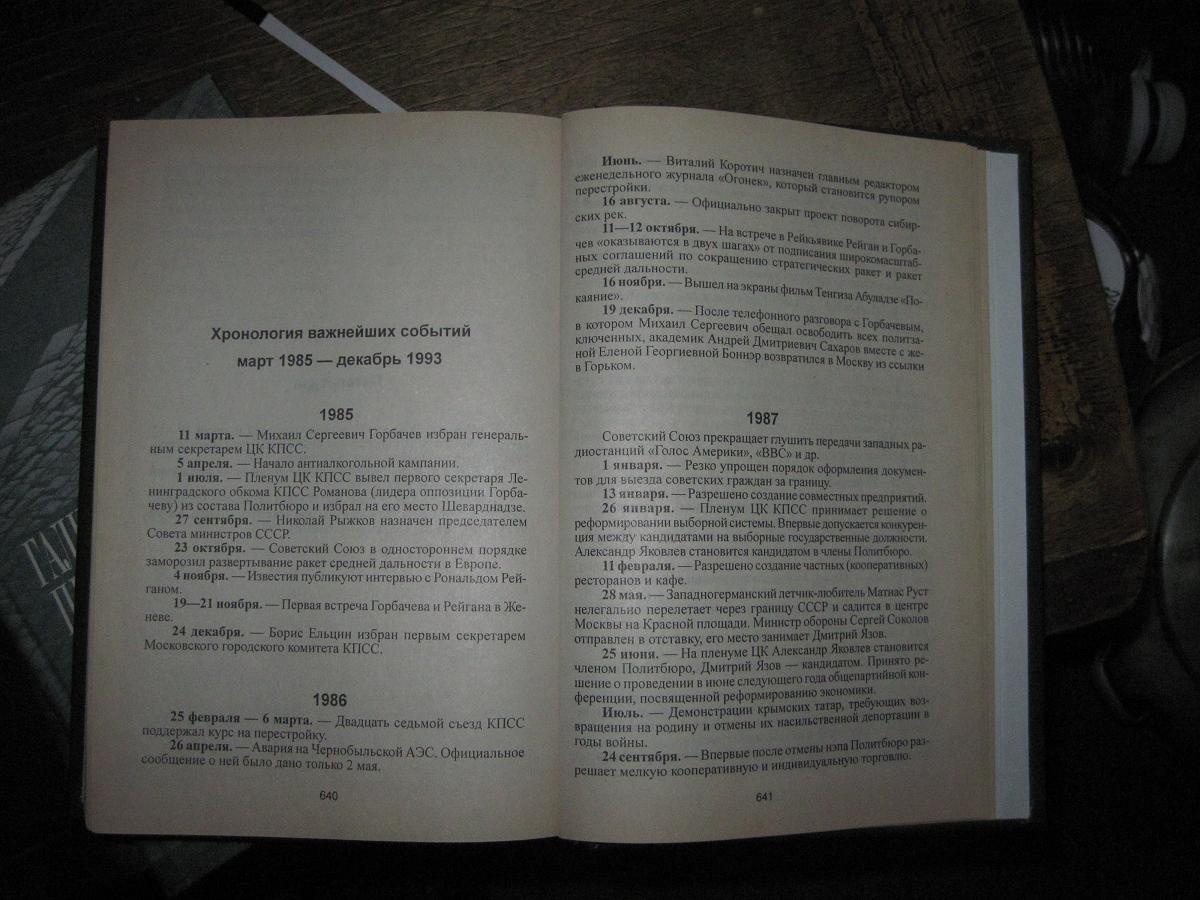 Хронология важнейших событий
март 1985 — декабрь 1993
1985
11 марта. — Михаил Сергеевич Горбачев избран генераль-
ным секретарем ЦК КПСС.
5 апреля. — Начало антиалкогольной кампании.
1 июля. — Пленум ЦК КПСС вывел первого секретаря Ле-
нинградского обкома КПСС Романова (лидера оппозиции Горба-
чеву) из состава Политбюро и избрал на его место Шеварднадзе.
27 сентября. — Николай Рыжков назначен председателем
Совета министров СССР.
23 октября. — Советский Союз в одностороннем порядке
заморозил развертывание ракет средней дальности в Европе.
4 ноября. — Известия публикуют интервью с Рональдом Рей-
ганом.
19—21 ноября. — Первая встреча Горбачева и Рейгана в Же-
неве.
24 декабря. — Борис Ельцин избран первым секретарем
Московского городского комитета КПСС.
1986
25 февраля — 6 марта. — Двадцать седьмой съезд КПСС
поддержал курс на перестройку.
26 апреля. — Авария на Чернобыльской АЭС. Официальное
сообщение о ней было дано только 2 мая.
640
Июнь. — Виталий Коротич назначен главным редактором
еженедельного журнала «Огонек», который становится рупором
перестройки.
16 августа. — Официально закрыт проект поворота сибир-
ских рек.
11—12 октября. — На встрече в Рейкьявике Рейган и Горба-
чев «оказываются в двух шагах» от подписания широкомасштаб-
ных соглашений по сокращению стратегических ракет и ракет
средней дальности.
16 ноября. — Вышел на экраны фильм Тенгиза Абуладзе «По-
каяние».
19 декабря. — После телефонного разговора с Горбачевым,
в котором Михаил Сергеевич обещал освободить всех политза-
ключенных, академик Андрей Дмитриевич Сахаров вместе с же-
ной Еленой Георгиевной Боннэр возвратился в Москву из ссылки
в Горьком.
1987
Советский Союз прекращает глушить передачи западных ра-
диостанций «Голос Америки», «ВВС» и др.
1 января. — Резко упрощен порядок оформления докумен-
тов для выезда советских граждан за границу.
13 января. — Разрешено создание совместных предприятий.
26 января. — Пленум ЦК КПСС принимает решение о
реформировании выборной системы. Впервые допускается конкурен-
ция между кандидатами на выборные государственные должности.
Александр Яковлев становится кандидатом в члены Политбюро.
11 февраля. — Разрешено создание частных (кооперативных)
ресторанов и кафе.
28 мая. — Западногерманский летчик-любитель Матиас Руст
нелегально перелетает через границу СССР и садится в центре
Москвы на Красной площади. Министр обороны Сергей Соколов
отправлен в отставку, его место занимает Дмитрий Язов.
25 июня. — На пленуме ЦК Александр Яковлев становится
членом Политбюро, Дмитрий Язов — кандидатом. Принято ре-
шение о проведении в июне следующего года общепартийной кон-
ференции, посвященной реформированию экономики.
Июль. — Демонстрации крымских татар, требующих воз-
вращения на родину и отмены их насильственной депортации в
годы войны.
24 сентября. — Впервые после отмены нэпа Политбюро раз-
решает мелкую кооперативную и индивидуальную торговлю.
641